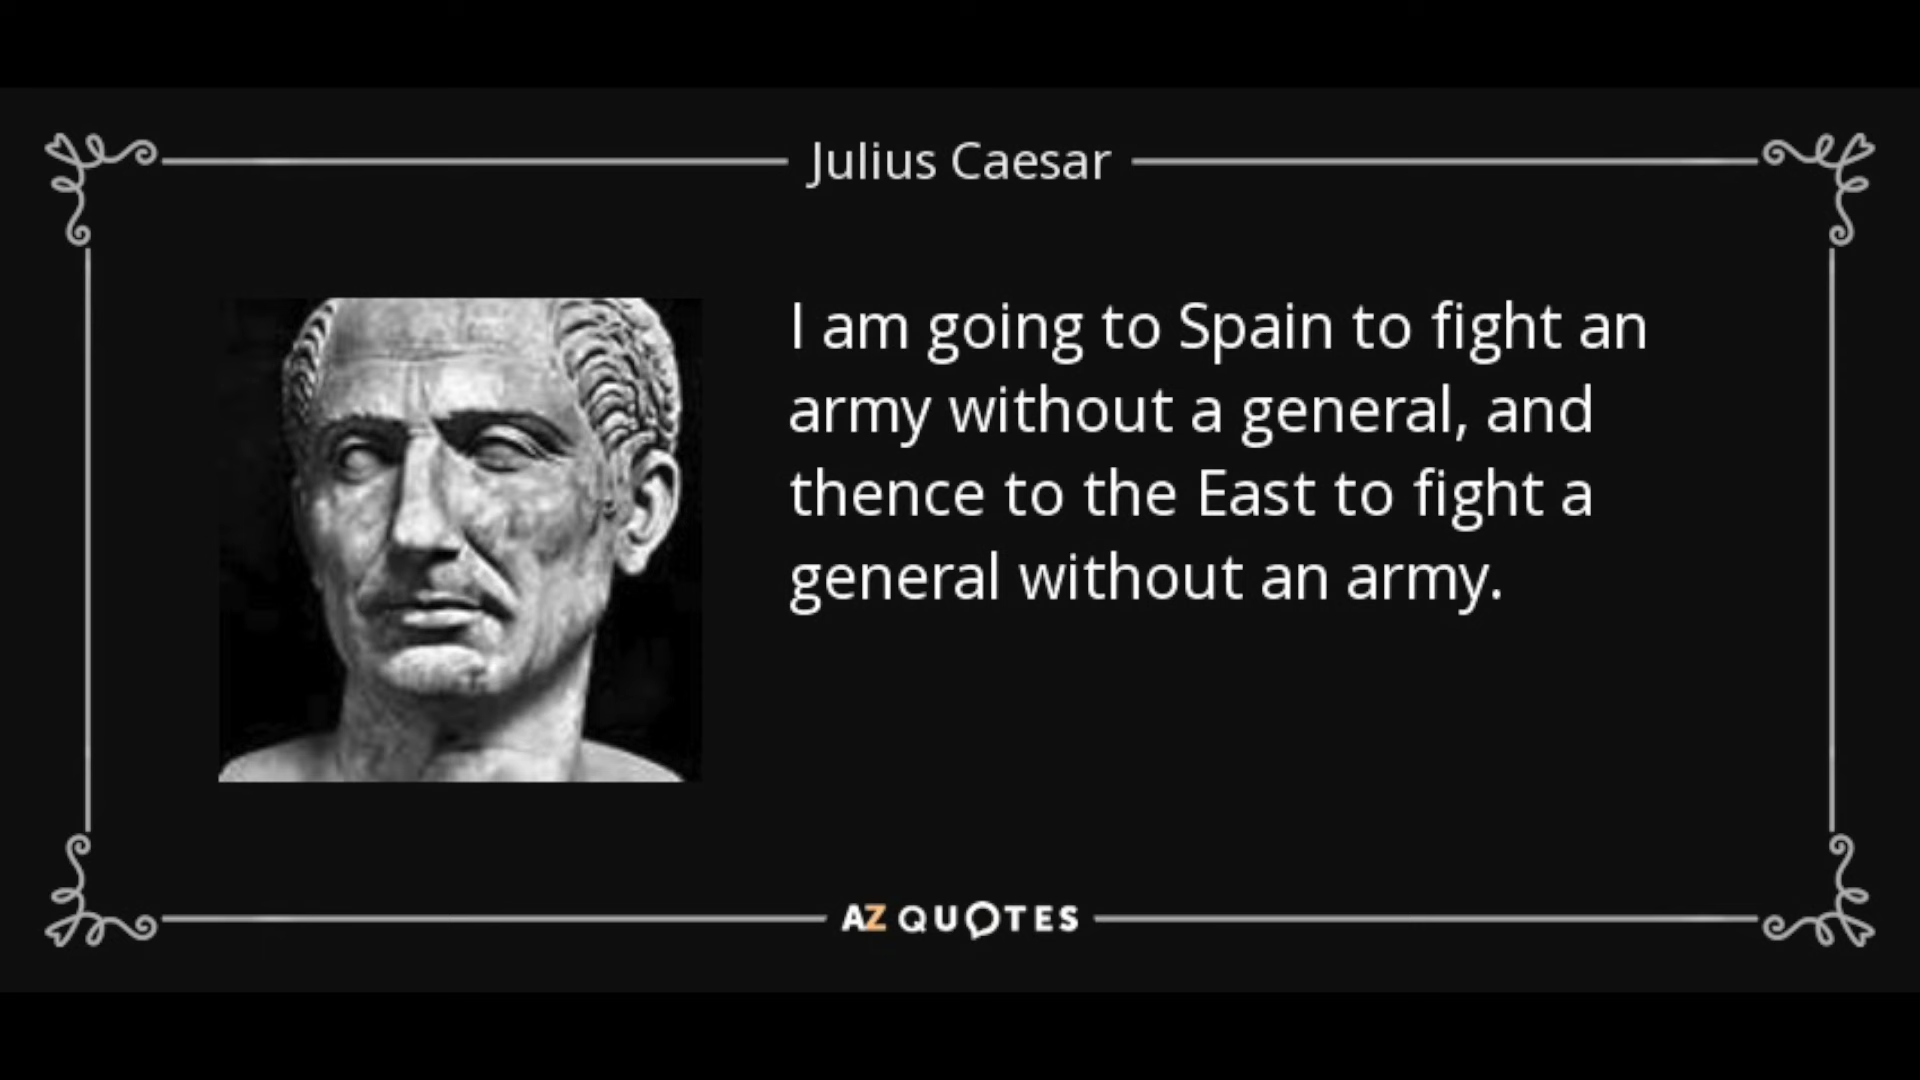 Julius Caesar
I am going to Spain to fight an
army without a general, and
thence to the East to fight a
general without an army.
AZ QUOTES